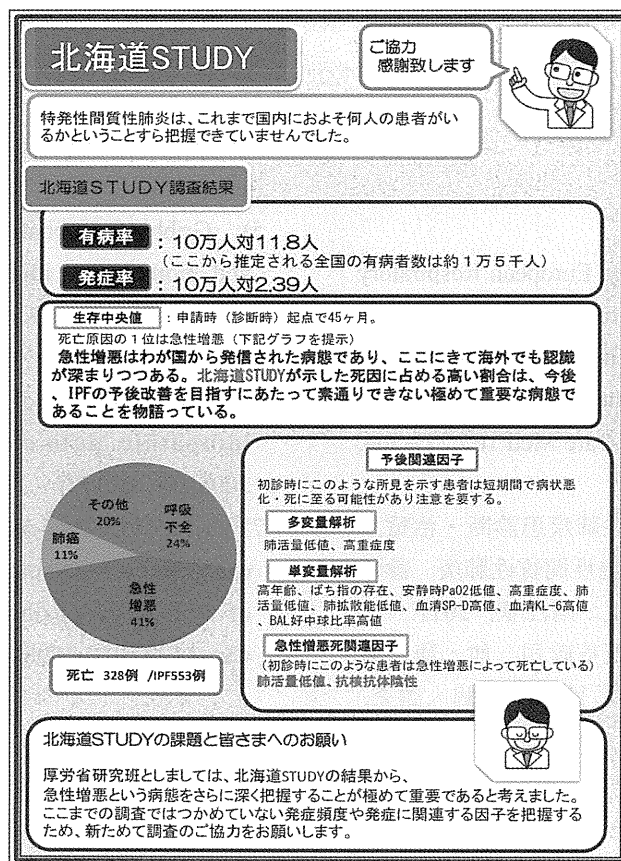 北海道STUDY
ご協力
感謝致します
特発性間質性肺炎は、これまで国内におよそ何人の患者がい
るかということすら把握できていませんでした。
北海道STUDY調査結果
有病率 : 10万人対11.8人
(ここから推定される全国の有病者数は約1万5千人)
発症率 : 10万人対2.39人
生存中央値 : 申請時(診断時)起点で45ヶ月。
死亡原因の1位は急性増悪(下記グラフを提示)
急性増悪はわが国から発信された病態であり、ここにきて海外でも認識
が深まりつつある。北海道STUDYが示した死因に占める高い割合は、今後
、IPFの予後改善を目指すにあたって素通りできない極めて重要な病態で
あることを物語っている。
その他
20%
呼吸
不全
24%
肺癌
11%
急性
増悪
41%
死亡 328例 /IPF553例
予後関連因子
初診時にこのような所見を示す患者は短期間で病状悪
化・死に至る可能性があり注意を要する。
多変量解析
肺活量低値、高重症度
単変量解析
高年齢、ばち指の存在、安静時PaO2低値、高重症度、肺
活量低値、肺拡散能低値、血清SP-D高値、血清KL-6高値
、BAL好中球比率高値
急性増悪死関連因子
(初診時にこのような患者は急性増悪によって死亡している)
肺活量低値、抗核抗体陰性
北海道STUDYの課題と皆さまへのお願い
厚労省研究班としましては、北海道STUDYの結果から、
急性増悪という病態をさらに深く把握することが極めて重要であると考えました。
ここまでの調査ではつかめていない発症頻度や発症に関連する因子を把握する
ため、新ためて調査のご協力をお願いします。